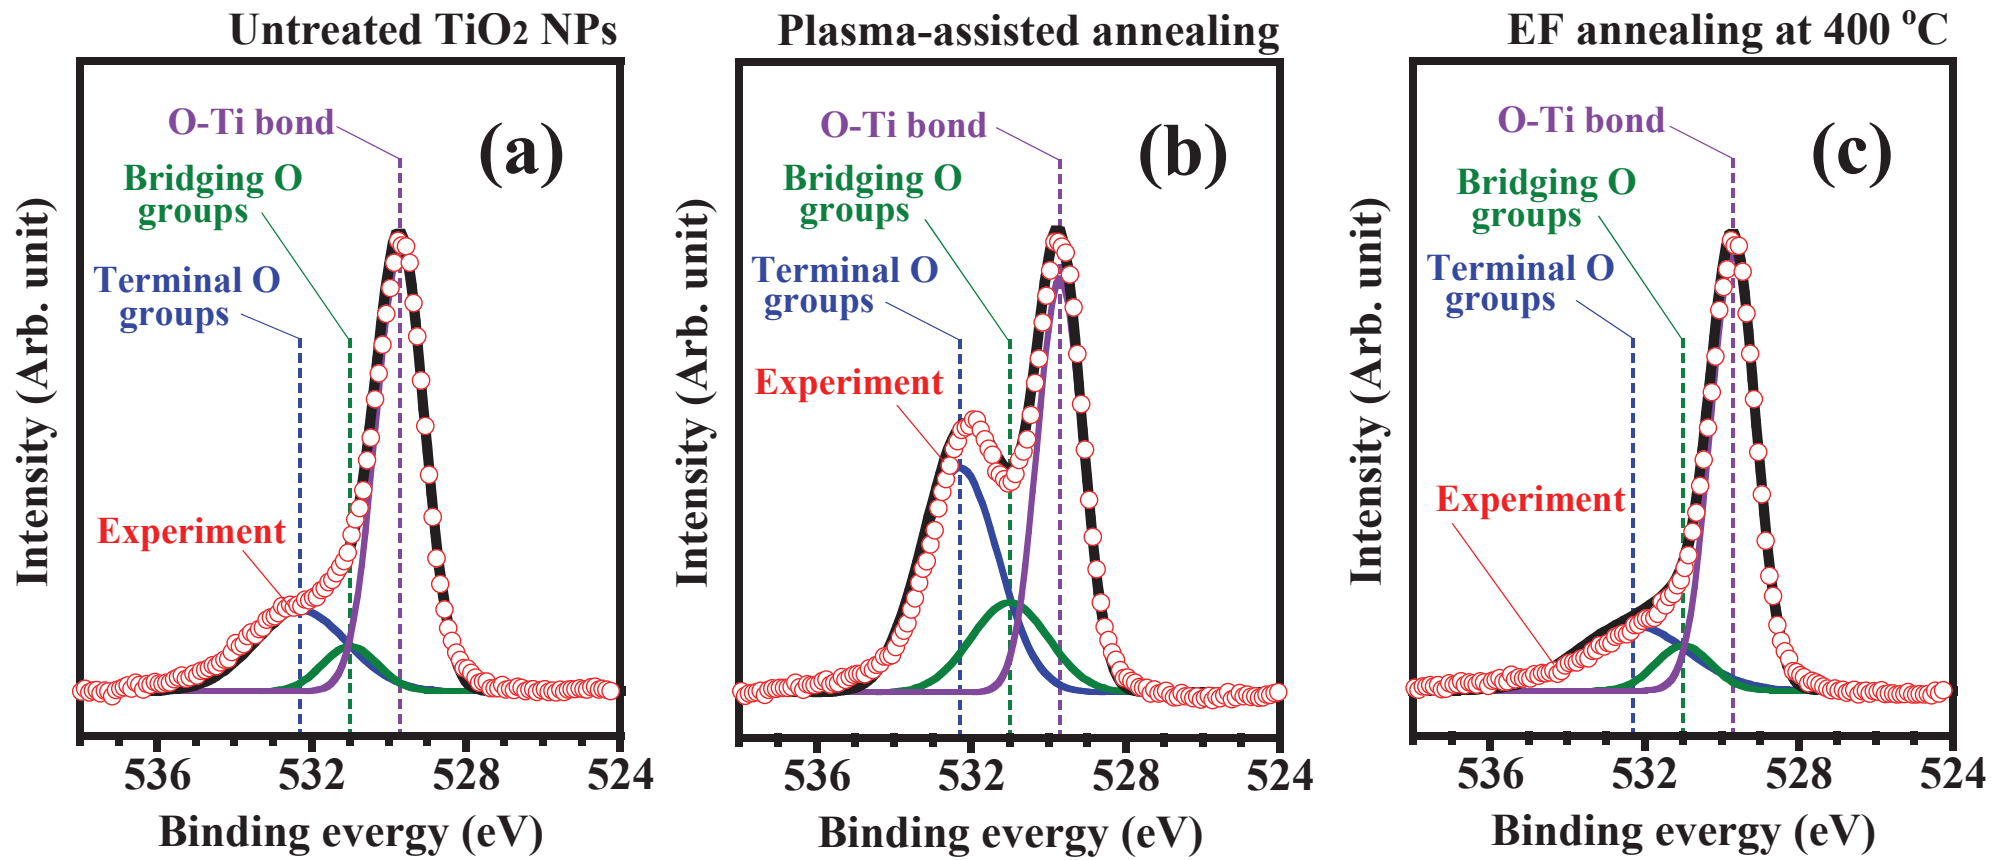 Untreated TiO2 NPs
Intensity (Arb. unit)
O-Ti bond
(a)
Bridging O
groups
Terminal O
groups
Experiment
536 532 528 524
Binding evergy (eV)
Plasma-assisted annealing
Intensity (Arb. unit)
O-Ti bond
(b)
Bridging O
groups
Terminal O
groups
Experiment
536 532 528 524
Binding evergy (eV)
EF annealing at 400 °C
Intensity (Arb. unit)
O-Ti bond
(c)
Bridging O
groups
Terminal O
groups
Experiment
536 532 528 524
Binding evergy (eV)